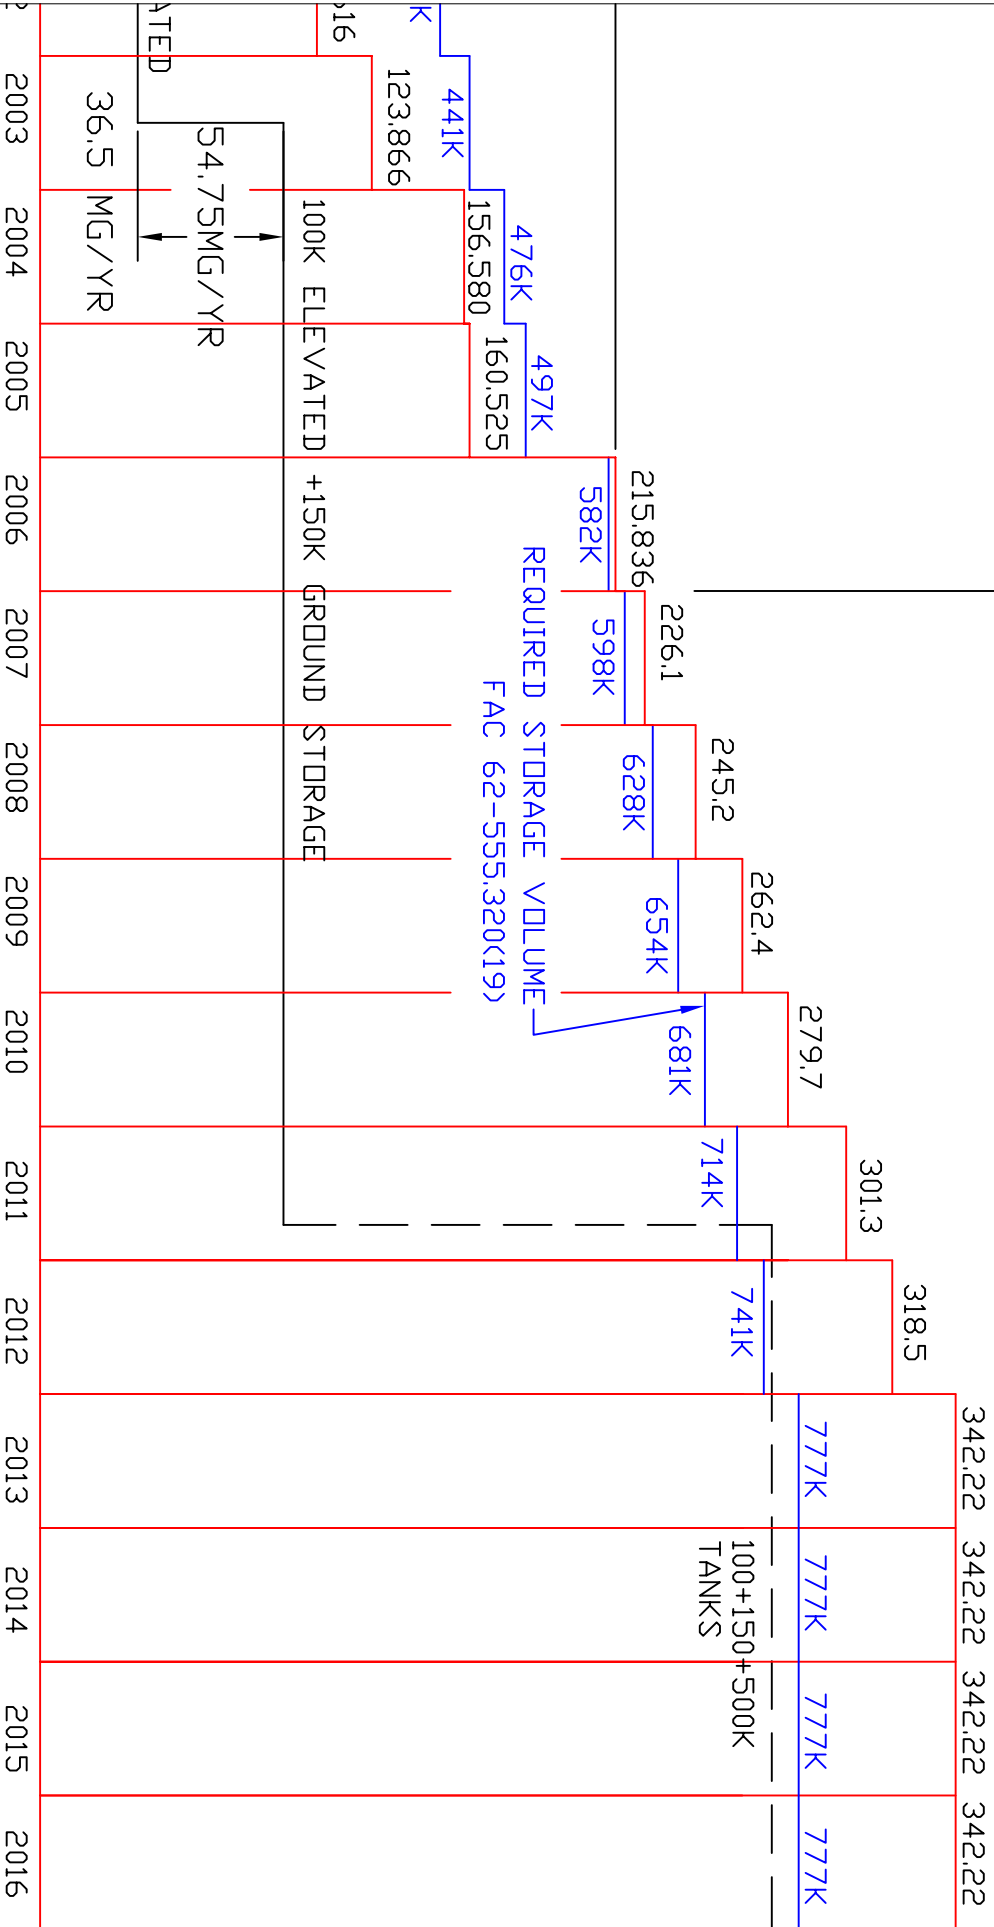 342.22 342.22 342.22 342.22
318.5
301.3
279.7
262.4
245.2
226.1
215.836
160.525
156.580
123.866
777K 777K 777K 777K
741K
714K
681K
654K
628K
598K
582K
497K
476K
441K
K
100+150+500K
TANKS
REQUIRED STORAGE VOLUME
FAC 62-555.320(19)
100K ELEVATED +150K GROUND STORAGE
54.75MG/YR
36.5 MG/YR
2003 2004 2005 2006 2007 2008 2009 2010 2011 2012 2013 2014 2015 2016